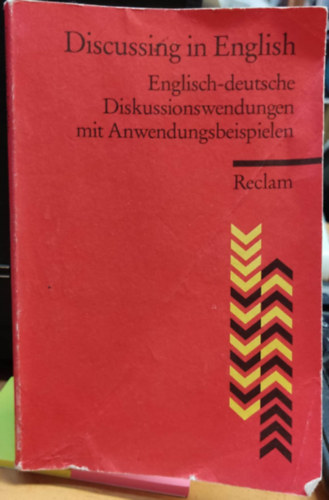 Discussing in English
Englisch-deutsche
Diskussionswendungen
mit Anwendungsbeispielen
Reclam